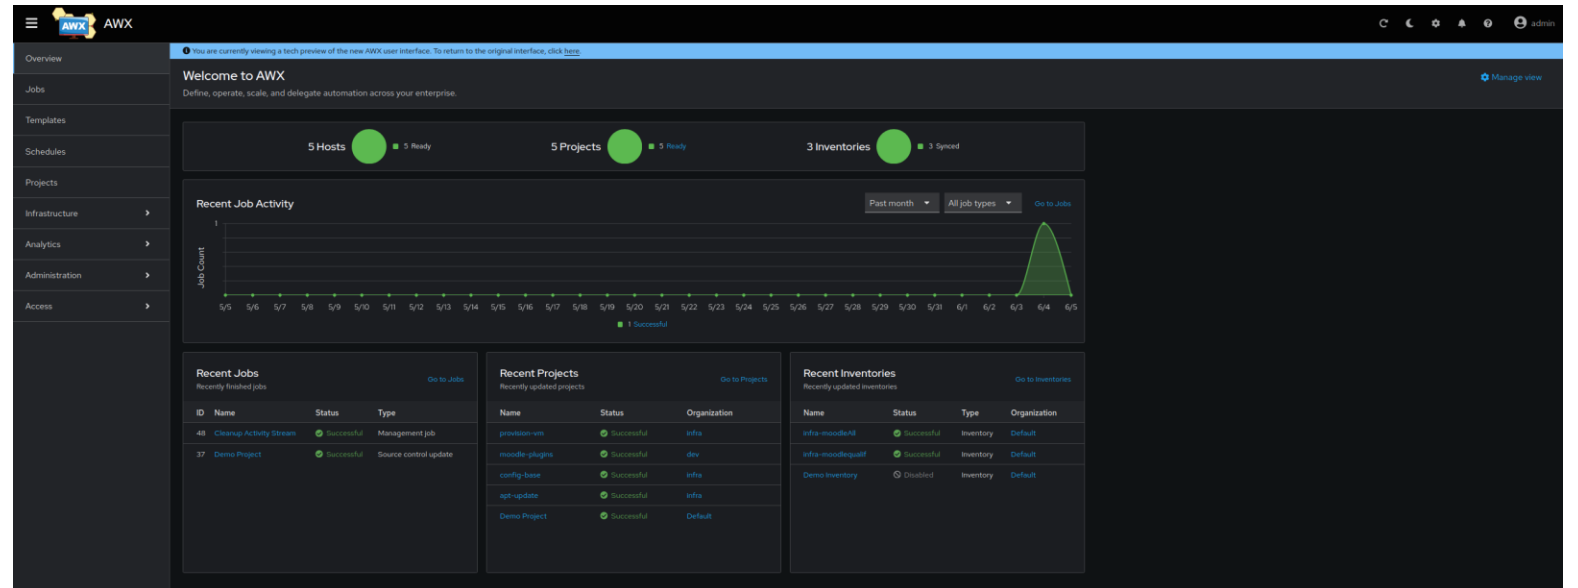 AWX AWX admin
Overview
Jobs
Templates
Schedules
Projects
Infrastructure
Analytics
Administration
Access
You are currently viewing a tech preview of the new AWX user interface. To return to the original interface, click here.
Welcome to AWX
Manage view
Define, operate, scale, and delegate automation across your enterprise.
5 Hosts 5 Ready 5 Projects 5 Ready 3 Inventories 3 Synced
Recent Job Activity Past month All job types Go to Jobs
1
Job Count
5/5 5/6 5/7 5/8 5/9 5/10 5/11 5/12 5/13 5/14 5/15 5/16 5/17 5/18 5/19 5/20 5/21 5/22 5/23 5/24 5/25 5/26 5/27 5/28 5/29 5/30 5/31 6/1 6/2 6/3 6/4 6/5
1 Successful
Recent Jobs
Recently finished jobs
Go to Jobs
ID Name Status Type
48 Cleanup Activity Stream Successful Management job
37 Demo Project Successful Source control update
Recent Projects
Recently updated projects
Go to Projects
Name Status Organization
provision-vm Successful infra
moodle-plugins Successful dev
config-base Successful infra
apt-update Successful infra
Demo Project Successful Default
Recent Inventories
Recently updated inventories
Go to Inventories
Name Status Type Organization
infra-moodleAll Successful Inventory Default
infra-moodlequalif Successful Inventory Default
Demo Inventory Disabled Inventory Default